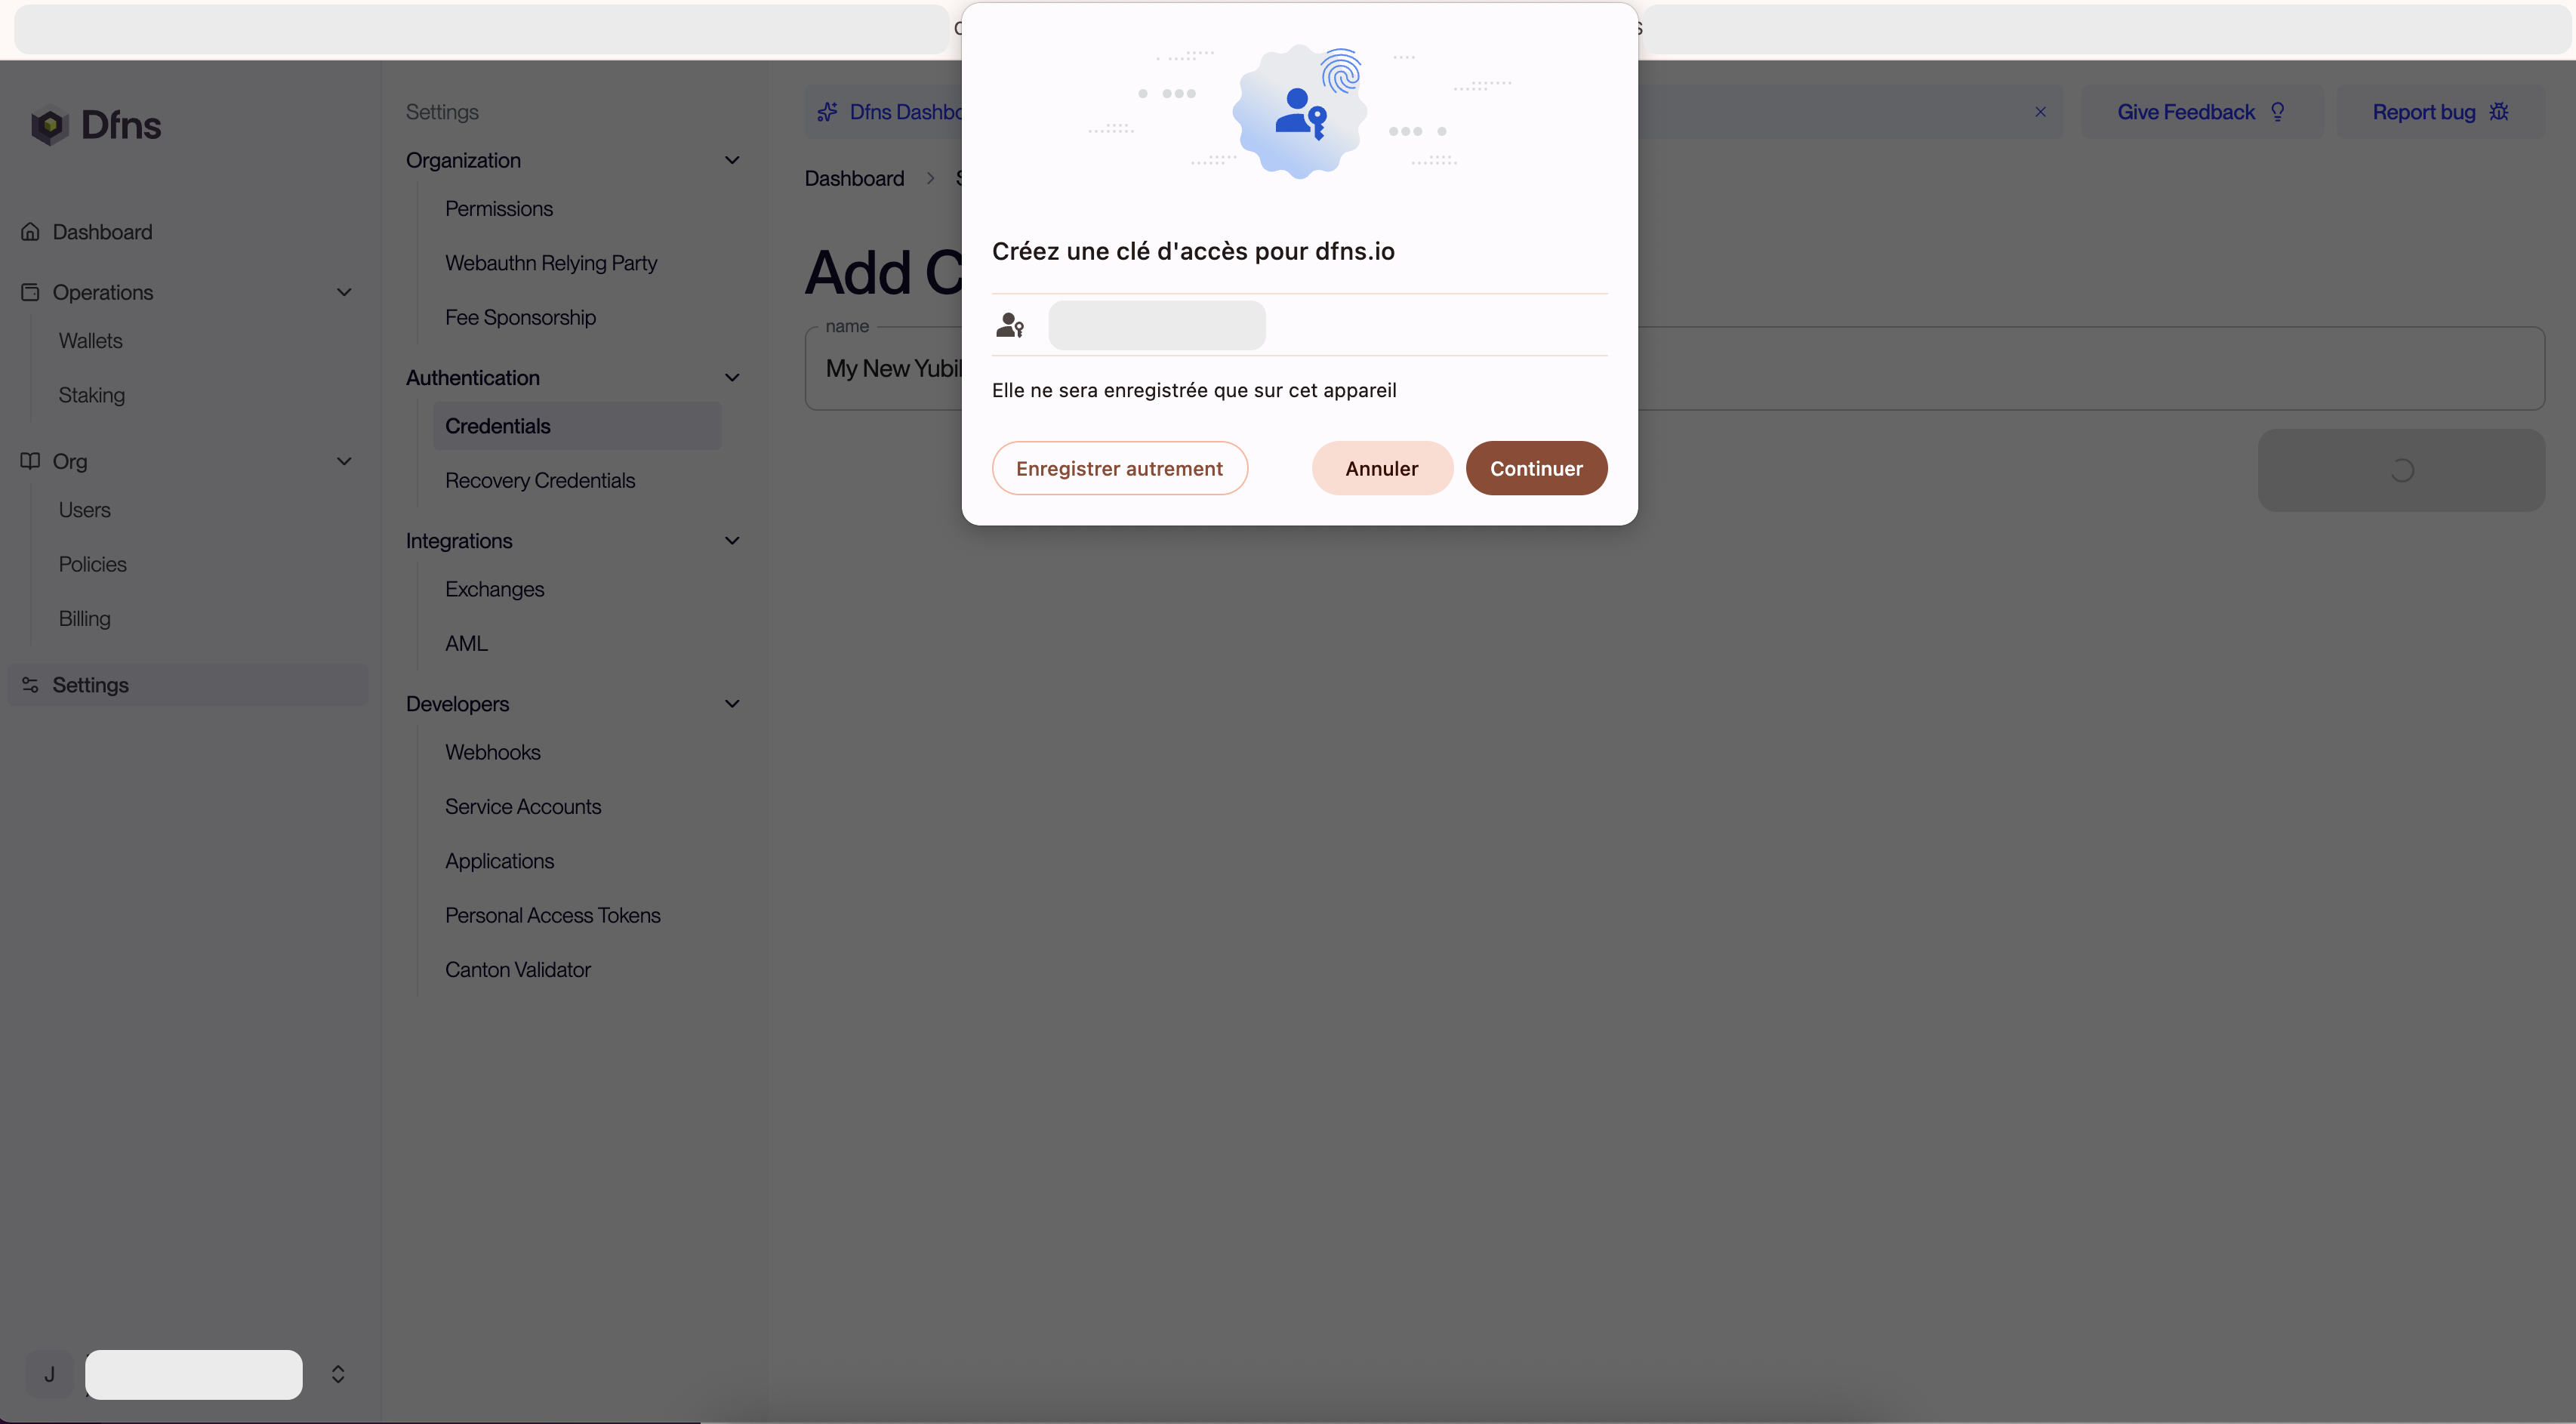 Dfns
Dashboard
Operations
Wallets
Staking
Org
Users
Policies
Billing
Settings
J
Settings
Organization
Permissions
Webauthn Relying Party
Fee Sponsorship
Authentication
Credentials
Recovery Credentials
Integrations
Exchanges
AML
Developers
Webhooks
Service Accounts
Applications
Personal Access Tokens
Canton Validator
Dfns
Give Feedback
Report bug
Dashboard
Add
name
My New
Créez une clé d'accès pour dfns.io
Elle ne sera enregistrée que sur cet appareil
Enregistrer autrement
Annuler
Continuer